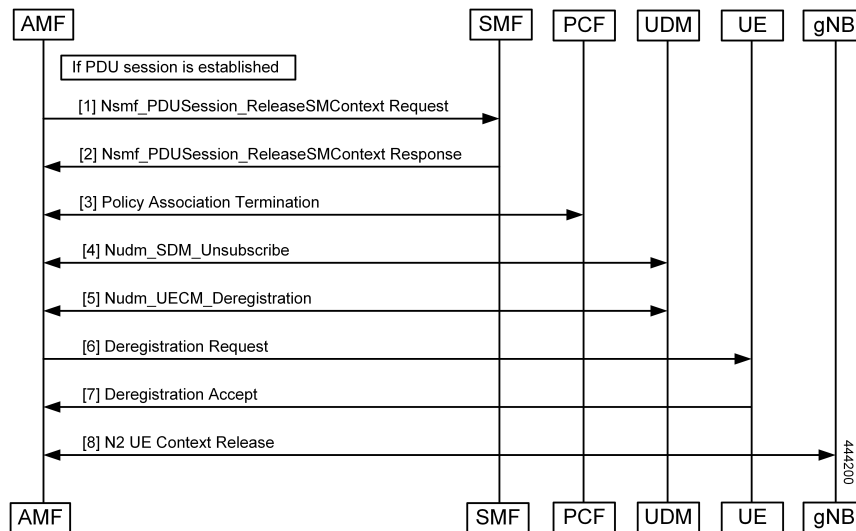 AMF SMF PCF UDM UE gNB
If PDU session is established
[1] Nsmf_PDUSession_ReleaseSMContext Request
[2] Nsmf_PDUSession_ReleaseSMContext Response
[3] Policy Association Termination
[4] Nudm_SDM_Unsubscribe
[5] Nudm_UECM_Deregistration
[6] Deregistration Request
[7] Deregistration Accept
[8] N2 UE Context Release
444200
AMF SMF PCF UDM UE gNB